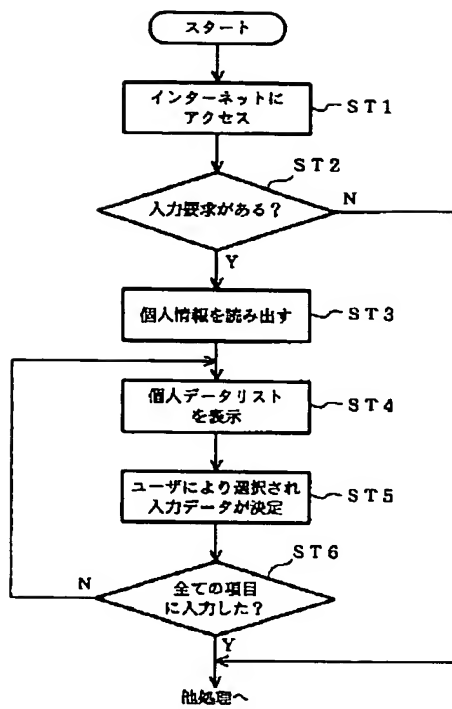 スタート
インターネットに
アクセス
ST1
ST2
入力要求がある?
N
Y
個人情報を読み出す
ST3
個人データリスト
を表示
ST4
ユーザにより選択され
入力データが決定
ST5
ST6
全ての項目
に入力した?
N
Y
他処理へ